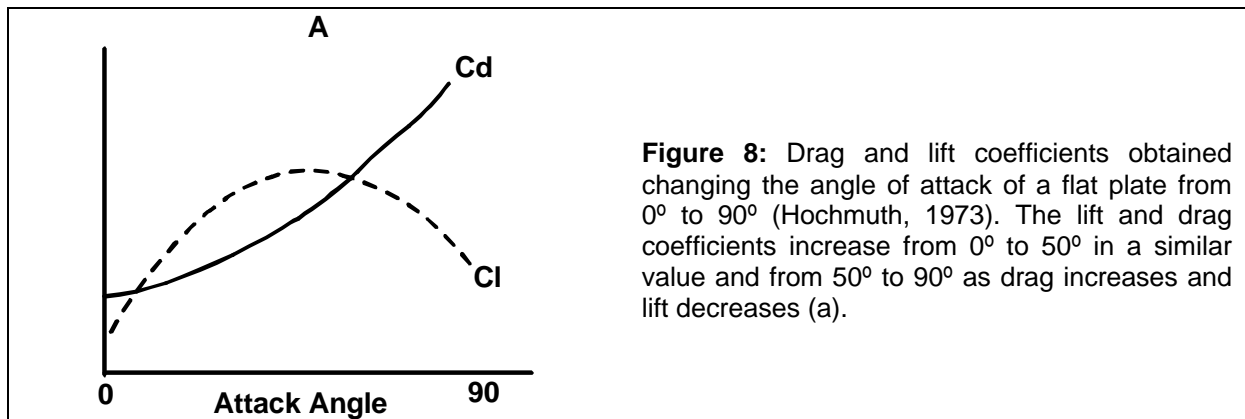 A
Cd
Cl
0
90
Attack Angle
Figure 8: Drag and lift coefficients obtained
changing the angle of attack of a flat plate from
0º to 90º (Hochmuth, 1973). The lift and drag
coefficients increase from 0º to 50º in a similar
value and from 50º to 90º as drag increases and
lift decreases (a).